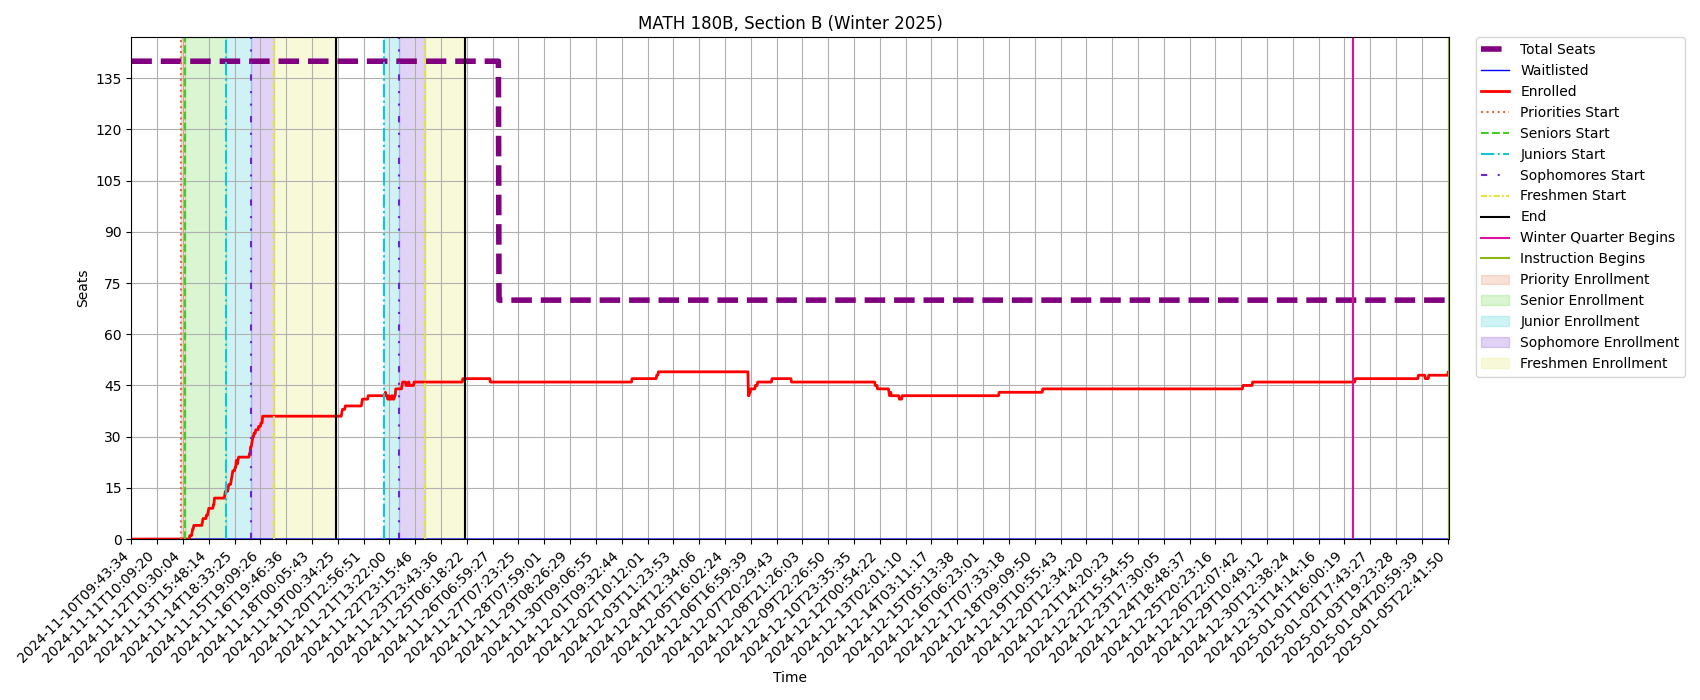 MATH 180B, Section B (Winter 2025)
Seats
135
120
105
90
75
60
45
30
15
0
2024-11-10T09:43:34
2024-11-11T10:09:20
2024-11-12T10:30:04
2024-11-13T15:48:14
2024-11-14T18:33:25
2024-11-15T19:09:26
2024-11-16T19:46:36
2024-11-18T00:05:43
2024-11-19T00:34:25
2024-11-20T12:56:51
2024-11-21T13:22:00
2024-11-22T23:15:46
2024-11-23T23:43:36
2024-11-25T06:18:22
2024-11-26T06:59:27
2024-11-27T07:23:25
2024-11-28T07:59:01
2024-11-29T08:26:29
2024-11-30T09:06:55
2024-12-01T09:32:44
2024-12-02T10:12:01
2024-12-03T11:23:53
2024-12-04T12:34:06
2024-12-05T16:02:24
2024-12-06T16:59:39
2024-12-07T20:29:43
2024-12-08T21:26:03
2024-12-09T22:26:50
2024-12-10T23:35:35
2024-12-12T00:54:22
2024-12-13T02:01:10
2024-12-14T03:11:17
2024-12-15T05:13:38
2024-12-16T06:23:01
2024-12-17T07:33:18
2024-12-18T09:09:50
2024-12-19T10:55:43
2024-12-20T12:34:20
2024-12-21T14:20:23
2024-12-22T15:54:55
2024-12-23T17:30:05
2024-12-24T18:48:37
2024-12-25T20:23:16
2024-12-26T22:07:42
2024-12-29T10:49:12
2024-12-30T12:38:24
2024-12-31T14:14:16
2025-01-01T16:00:19
2025-01-02T17:43:27
2025-01-03T19:23:28
2025-01-04T20:59:39
2025-01-05T22:41:50
Time
Total Seats
Waitlisted
Enrolled
Priorities Start
Seniors Start
Juniors Start
Sophomores Start
Freshmen Start
End
Winter Quarter Begins
Instruction Begins
Priority Enrollment
Senior Enrollment
Junior Enrollment
Sophomore Enrollment
Freshmen Enrollment